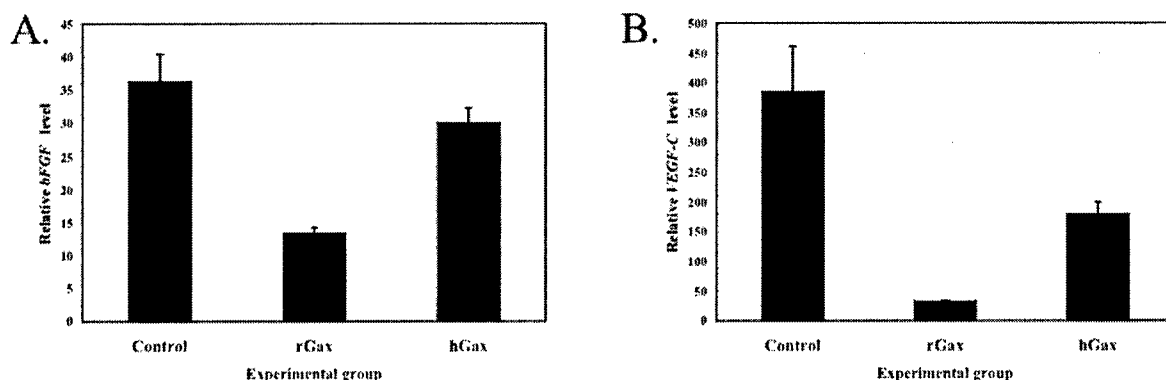 A.
Relative bFGF level
45
40
35
30
25
20
15
10
5
0
Control rGax hGax
Experimental group
B.
Relative VEGF-C level
500
450
400
350
300
250
200
150
100
50
0
Control rGax hGax
Experimental group